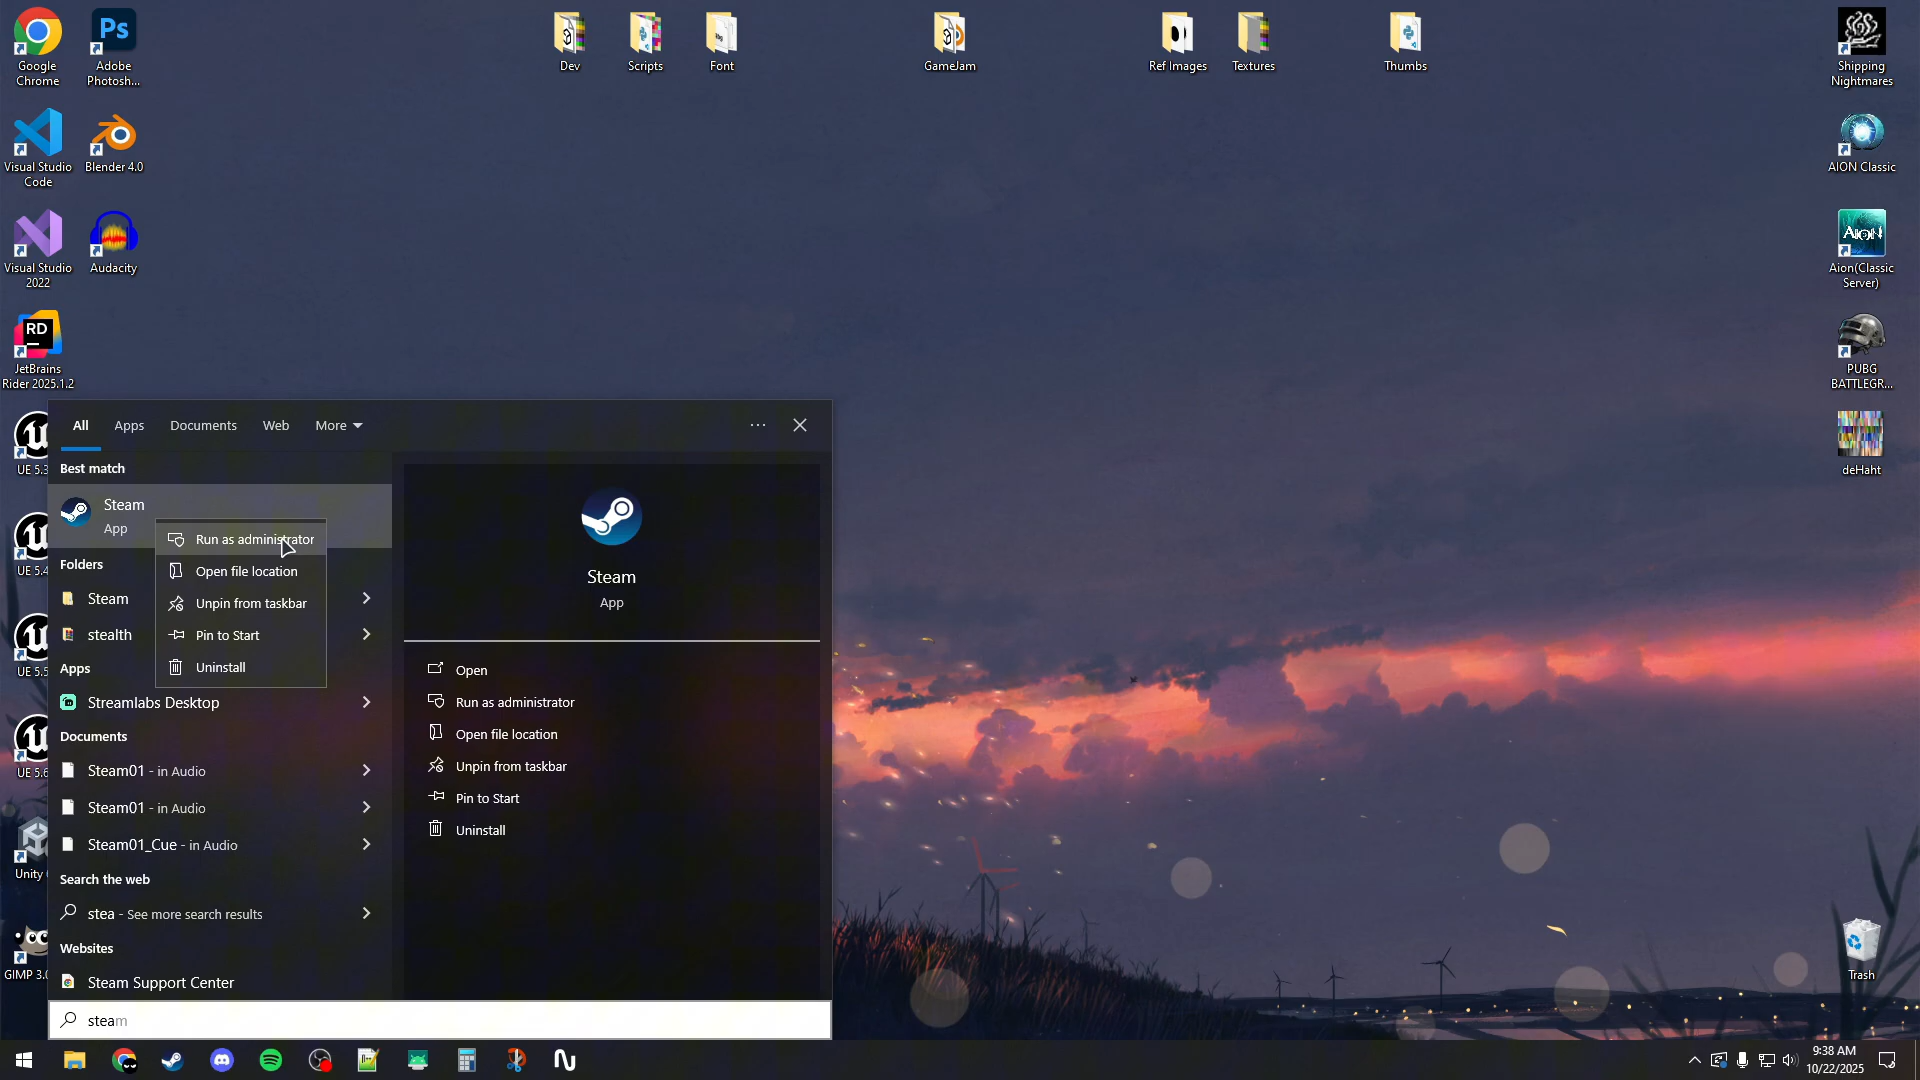 Google
Chrome
Adobe
Photosh...
Ps
Dev
Scripts
Font
GameJam
Ref Images
Textures
Thumbs
Shipping
Nightmares
Visual Studio
Code
Blender 4.0
AION Classic
Visual Studio
2022
Audacity
AION
Aion(Classic
Server)
RD
JetBrains
Rider 2025.1.2
PUBG
BATTLEGR...
deHaht
UE 5.3
UE 5.4
UE 5.5
UE 5.6
Unity
GIMP 3.0
Trash
All
Apps
Documents
Web
More
Best match
Steam
App
Run as administrator
Open file location
Unpin from taskbar
Pin to Start
Uninstall
Folders
Steam
stealth
Apps
Streamlabs Desktop
Documents
Steam01 - in Audio
Steam01 - in Audio
Steam01_Cue - in Audio
Search the web
stea - See more search results
Websites
Steam Support Center
steam
Steam
App
Open
Run as administrator
Open file location
Unpin from taskbar
Pin to Start
Uninstall
9:38 AM
10/22/2025